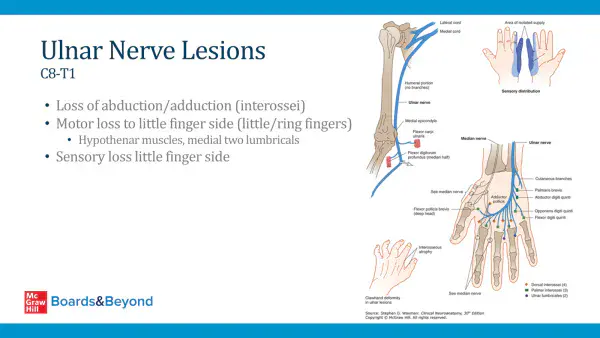 Ulnar Nerve Lesions
C8-T1
• Loss of abduction/adduction (interossei)
• Motor loss to little finger side (little/ring fingers)
• Hypothenar muscles, medial two lumbricals
• Sensory loss little finger side
Lateral cord
Medial cord
Humeral portion
(no branches)
Ulnar nerve
Medial epicondyle
Flexor carpi
ulnaris
Flexor digitorum
profundus (medial half)
Area of isolated supply
Sensory distribution
Median nerve
Ulnar nerve
Cutaneous branches
Palmaris brevis
Abductor digiti quinti
Opponens digiti quinti
Flexor digiti quinti
See median nerve
Adductor
pollicis
Flexor pollicis brevis
(deep head)
Interosseous
atrophy
Clawhand deformity
in ulnar lesions
See median nerve
Dorsal interossei (4)
Palmar interossei (3)
Ulnar lumbricales (2)
Mc
Graw
Hill
Boards&Beyond
Source: Stephen G. Waxman: Clinical Neuroanatomy,
Copyright © McGraw Hill. All rights reserved.